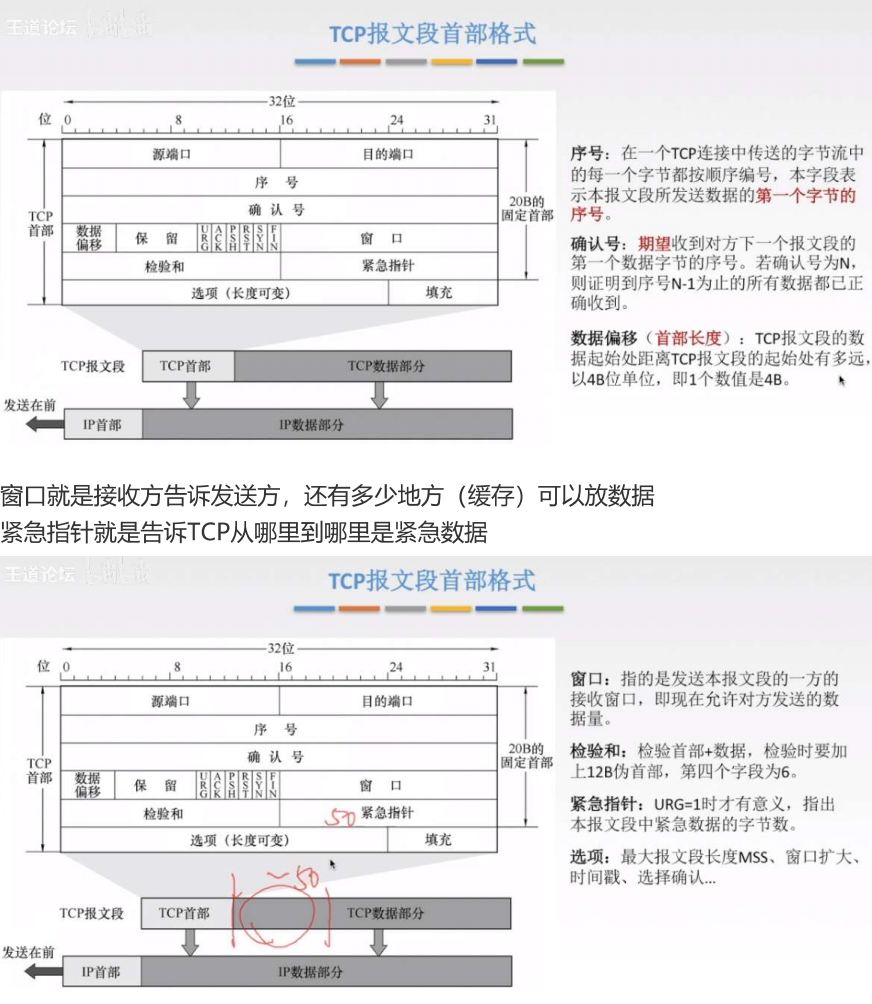 王道论坛
TCP报文段首部格式
32位
位 0 8 16 24 31
源端口 目的端口
序 号
确 认 号
TCP
首部
20B的
固定首部
数据
偏移 保 留 URG ACK PSH RST SYN FIN 窗 口
检验和 紧急指针
选项（长度可变） 填充
TCP报文段 TCP首部 TCP数据部分
发送在前
IP首部 IP数据部分
序号：在一个TCP连接中传送的字节流中
的每一个字节都按顺序编号，本字段表
示本报文段所发送数据的第一个字节的
序号。
确认号：期望收到对方下一个报文段的
第一个数据字节的序号。若确认号为N，
则证明到序号N-1为止的所有数据都已正
确收到。
数据偏移（首部长度）：TCP报文段的数
据起始处距离TCP报文段的起始处有多远，
以4B位单位，即1个数值是4B。
窗口就是接收方告诉发送方，还有多少地方（缓存）可以放数据
紧急指针就是告诉TCP从哪里到哪里是紧急数据
王道论坛
TCP报文段首部格式
32位
位 0 8 16 24 31
源端口 目的端口
序 号
确 认 号
TCP
首部
20B的
固定首部
数据
偏移 保 留 URG ACK PSH RST SYN FIN 窗 口
检验和 50 紧急指针
选项（长度可变） 填充
~50
TCP报文段 TCP首部 TCP数据部分
发送在前
IP首部 IP数据部分
窗口：指的是发送本报文段的一方的
接收窗口，即现在允许对方发送的数
据量。
检验和：检验首部+数据，检验时要加
上12B伪首部，第四个字段为6。
紧急指针：URG=1时才有意义，指出
本报文段中紧急数据的字节数。
选项：最大报文段长度MSS、窗口扩大、
时间戳、选择确认...